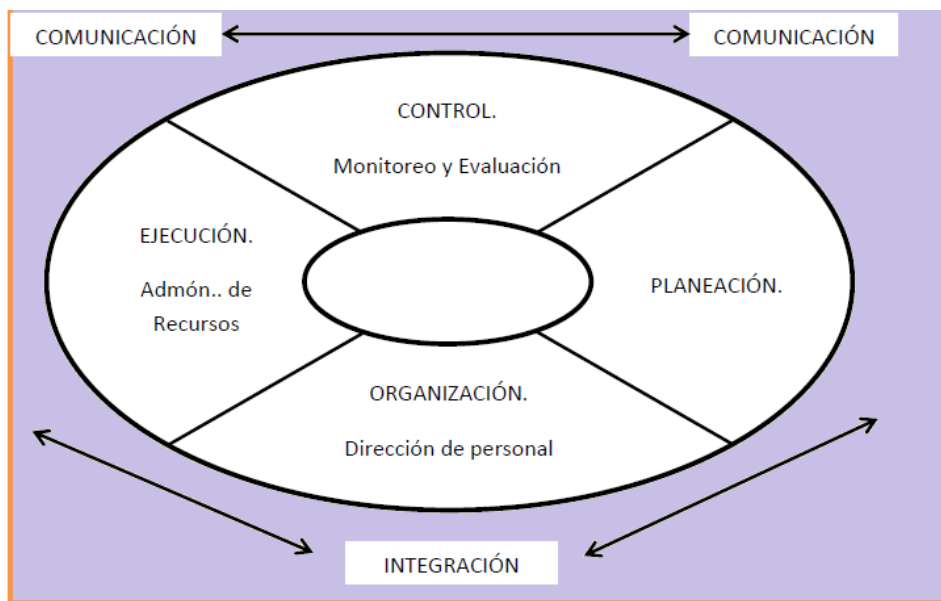 COMUNICACIÓN
COMUNICACIÓN
CONTROL.
Monitoreo y Evaluación
EJECUCIÓN.
Admón.. de
Recursos
PLANEACIÓN.
ORGANIZACIÓN.
Dirección de personal
INTEGRACIÓN